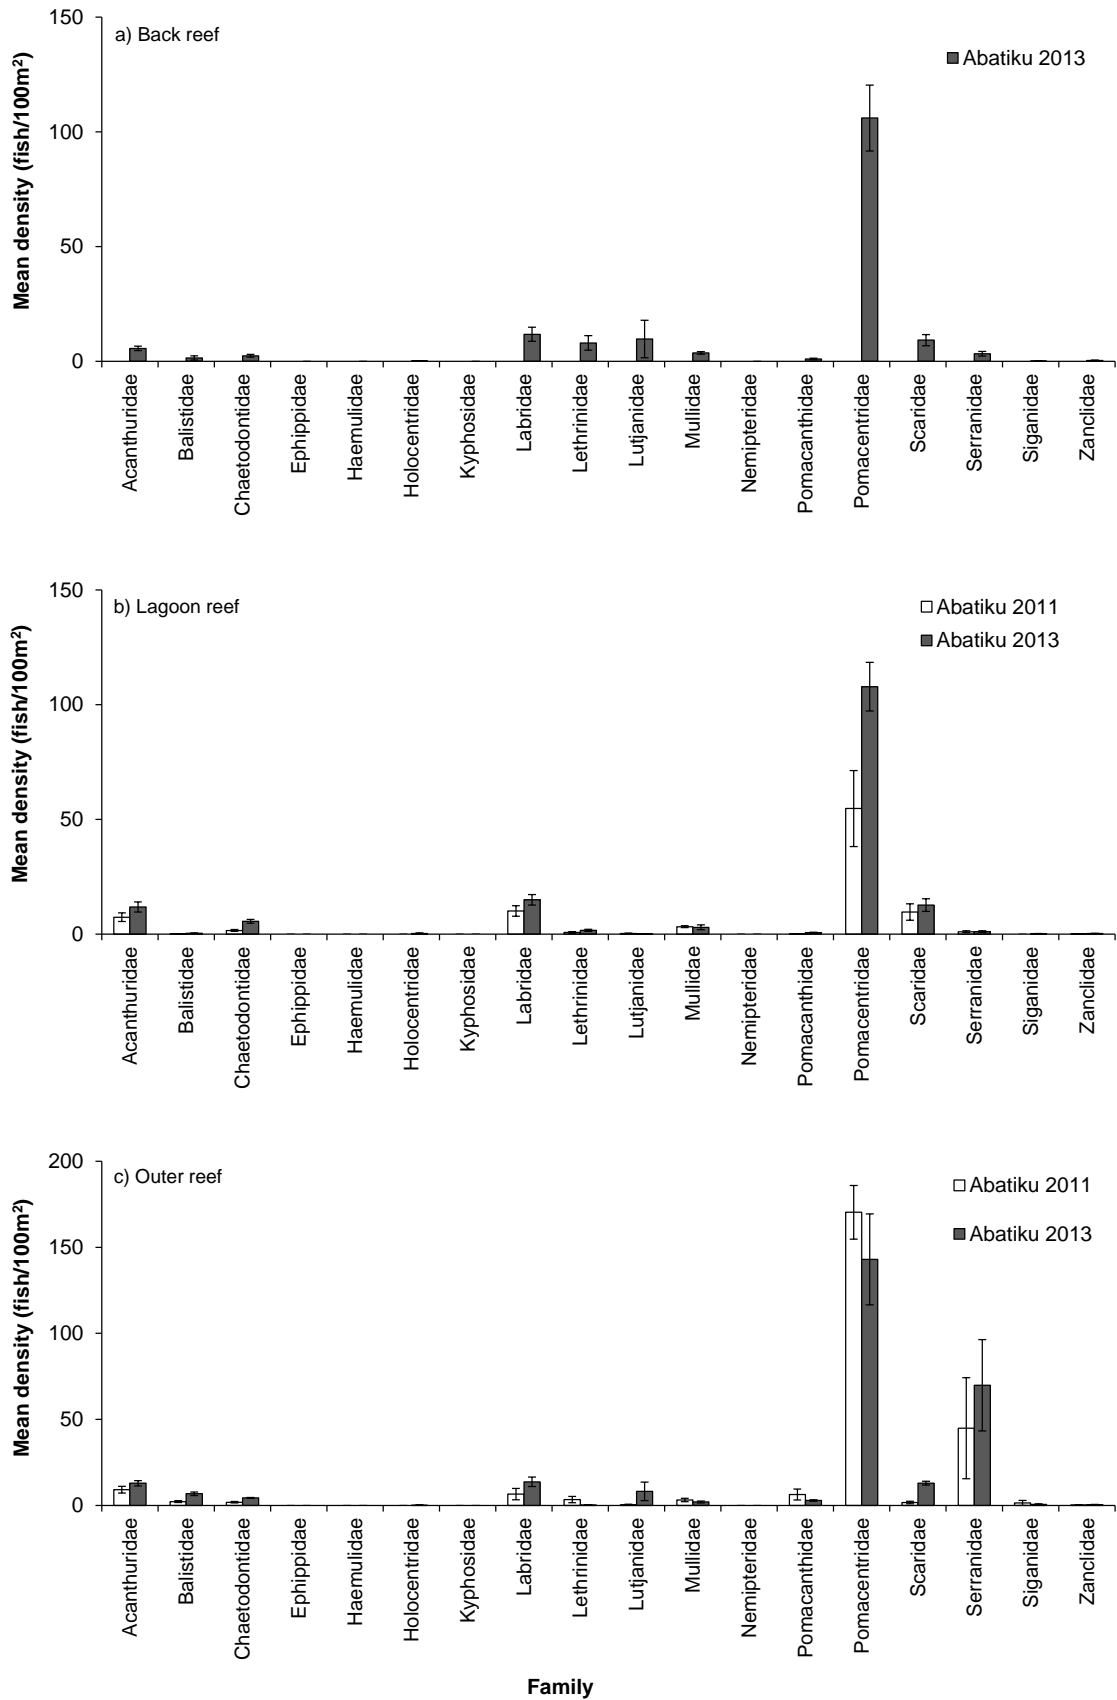 a) Back reef
Abatiku 2013
Mean density (fish/100m²)
150
100
50
0
Acanthuridae
Balistidae
Chaetodontidae
Ephippidae
Haemulidae
Holocentridae
Kyphosidae
Labridae
Lethrinidae
Lutjanidae
Mullidae
Nemipteridae
Pomacanthidae
Pomacentridae
Scaridae
Serranidae
Siganidae
Zanclidae
b) Lagoon reef
Abatiku 2011
Abatiku 2013
Mean density (fish/100m²)
150
100
50
0
Acanthuridae
Balistidae
Chaetodontidae
Ephippidae
Haemulidae
Holocentridae
Kyphosidae
Labridae
Lethrinidae
Lutjanidae
Mullidae
Nemipteridae
Pomacanthidae
Pomacentridae
Scaridae
Serranidae
Siganidae
Zanclidae
c) Outer reef
Abatiku 2011
Abatiku 2013
Mean density (fish/100m²)
200
150
100
50
0
Acanthuridae
Balistidae
Chaetodontidae
Ephippidae
Haemulidae
Holocentridae
Kyphosidae
Labridae
Lethrinidae
Lutjanidae
Mullidae
Nemipteridae
Pomacanthidae
Pomacentridae
Scaridae
Serranidae
Siganidae
Zanclidae
Family